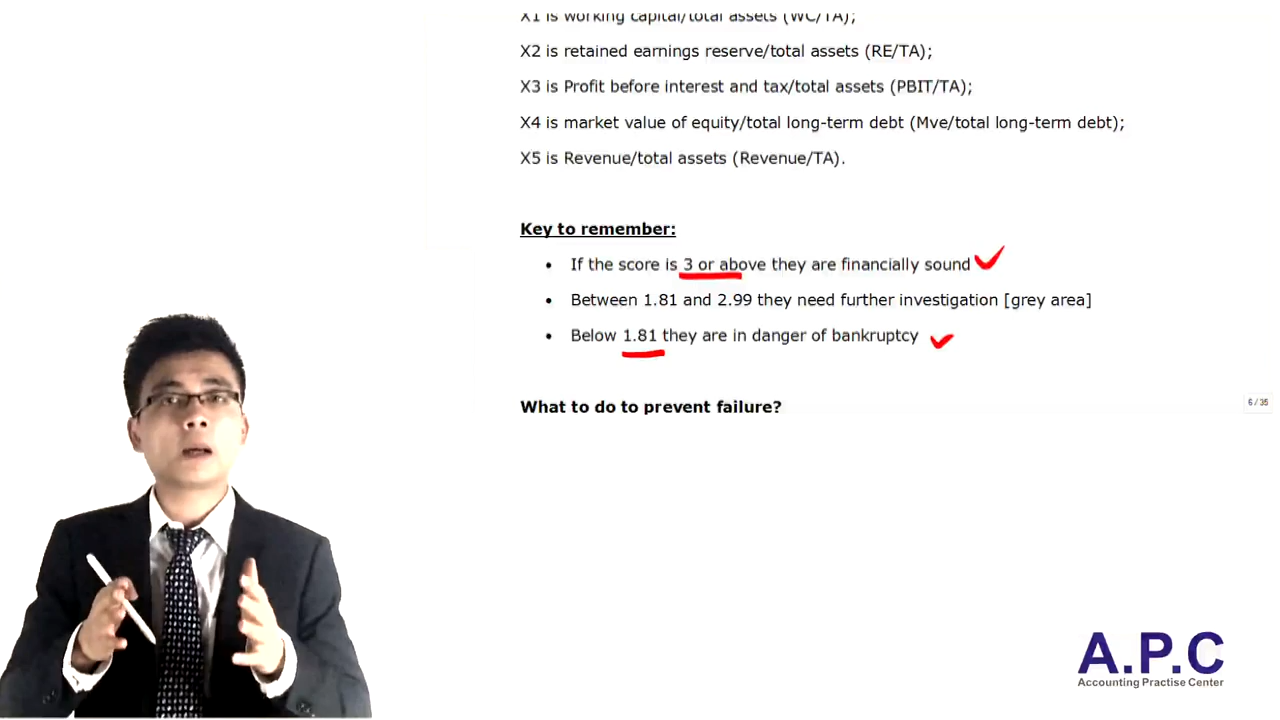 X1 is working capital/total assets (WC/TA);
X2 is retained earnings reserve/total assets (RE/TA);
X3 is Profit before interest and tax/total assets (PBIT/TA);
X4 is market value of equity/total long-term debt (Mve/total long-term debt);
X5 is Revenue/total assets (Revenue/TA).
Key to remember:
• If the score is 3 or above they are financially sound
• Between 1.81 and 2.99 they need further investigation [grey area]
• Below 1.81 they are in danger of bankruptcy
What to do to prevent failure?
6 / 35
A.P.C
Accounting Practise Center